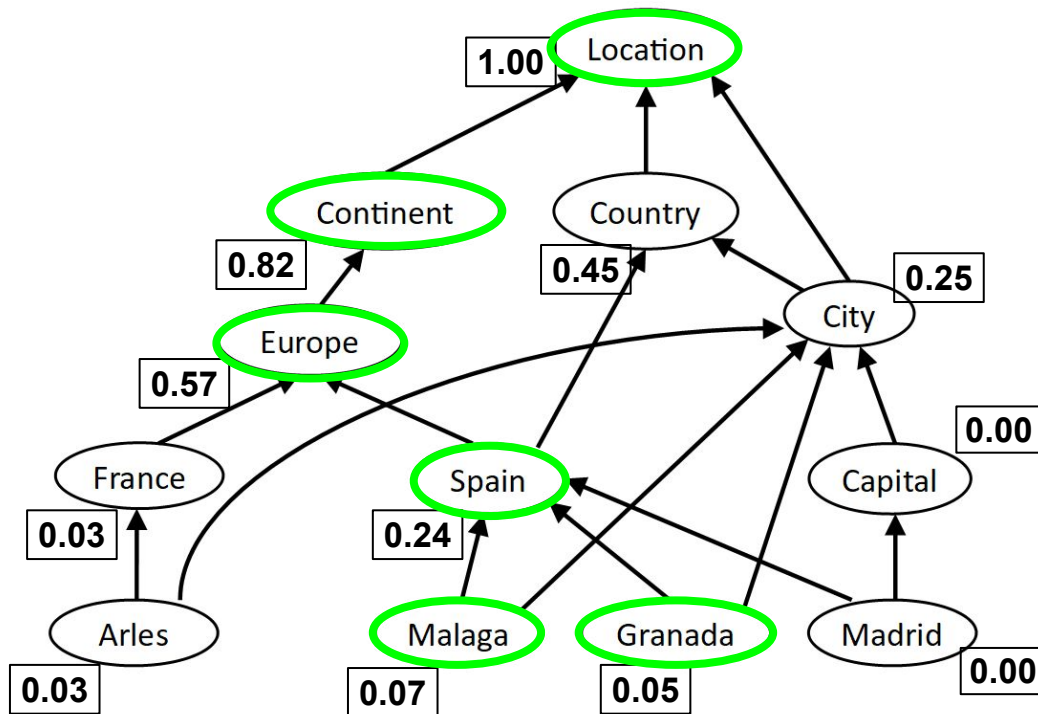 Location
1.00
Continent
Country
0.82
0.45
0.25
City
Europe
0.57
France
Spain
Capital
0.00
0.03
0.24
Arles
Malaga
Granada
Madrid
0.03
0.07
0.05
0.00